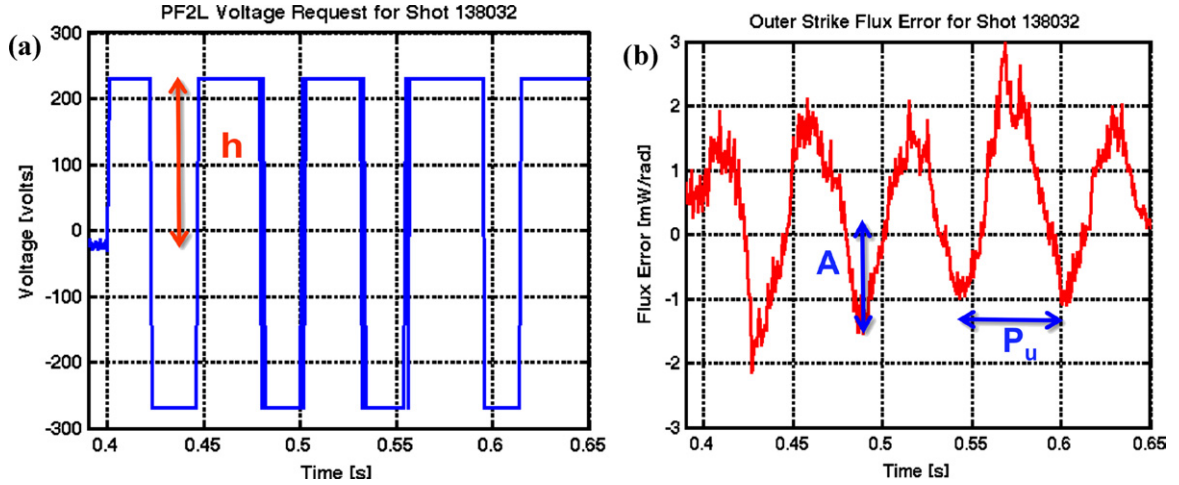 (a)
PF2L Voltage Request for Shot 138032
Voltage [volts]
300
200
100
0
-100
-200
-300
h
0.4
0.45
0.5
0.55
0.6
0.65
Time [s]
(b)
Outer Strike Flux Error for Shot 138032
Flux Error [mW/rad]
3
2
1
0
-1
-2
-3
A
Pu
0.4
0.45
0.5
0.55
0.6
0.65
Time [s]